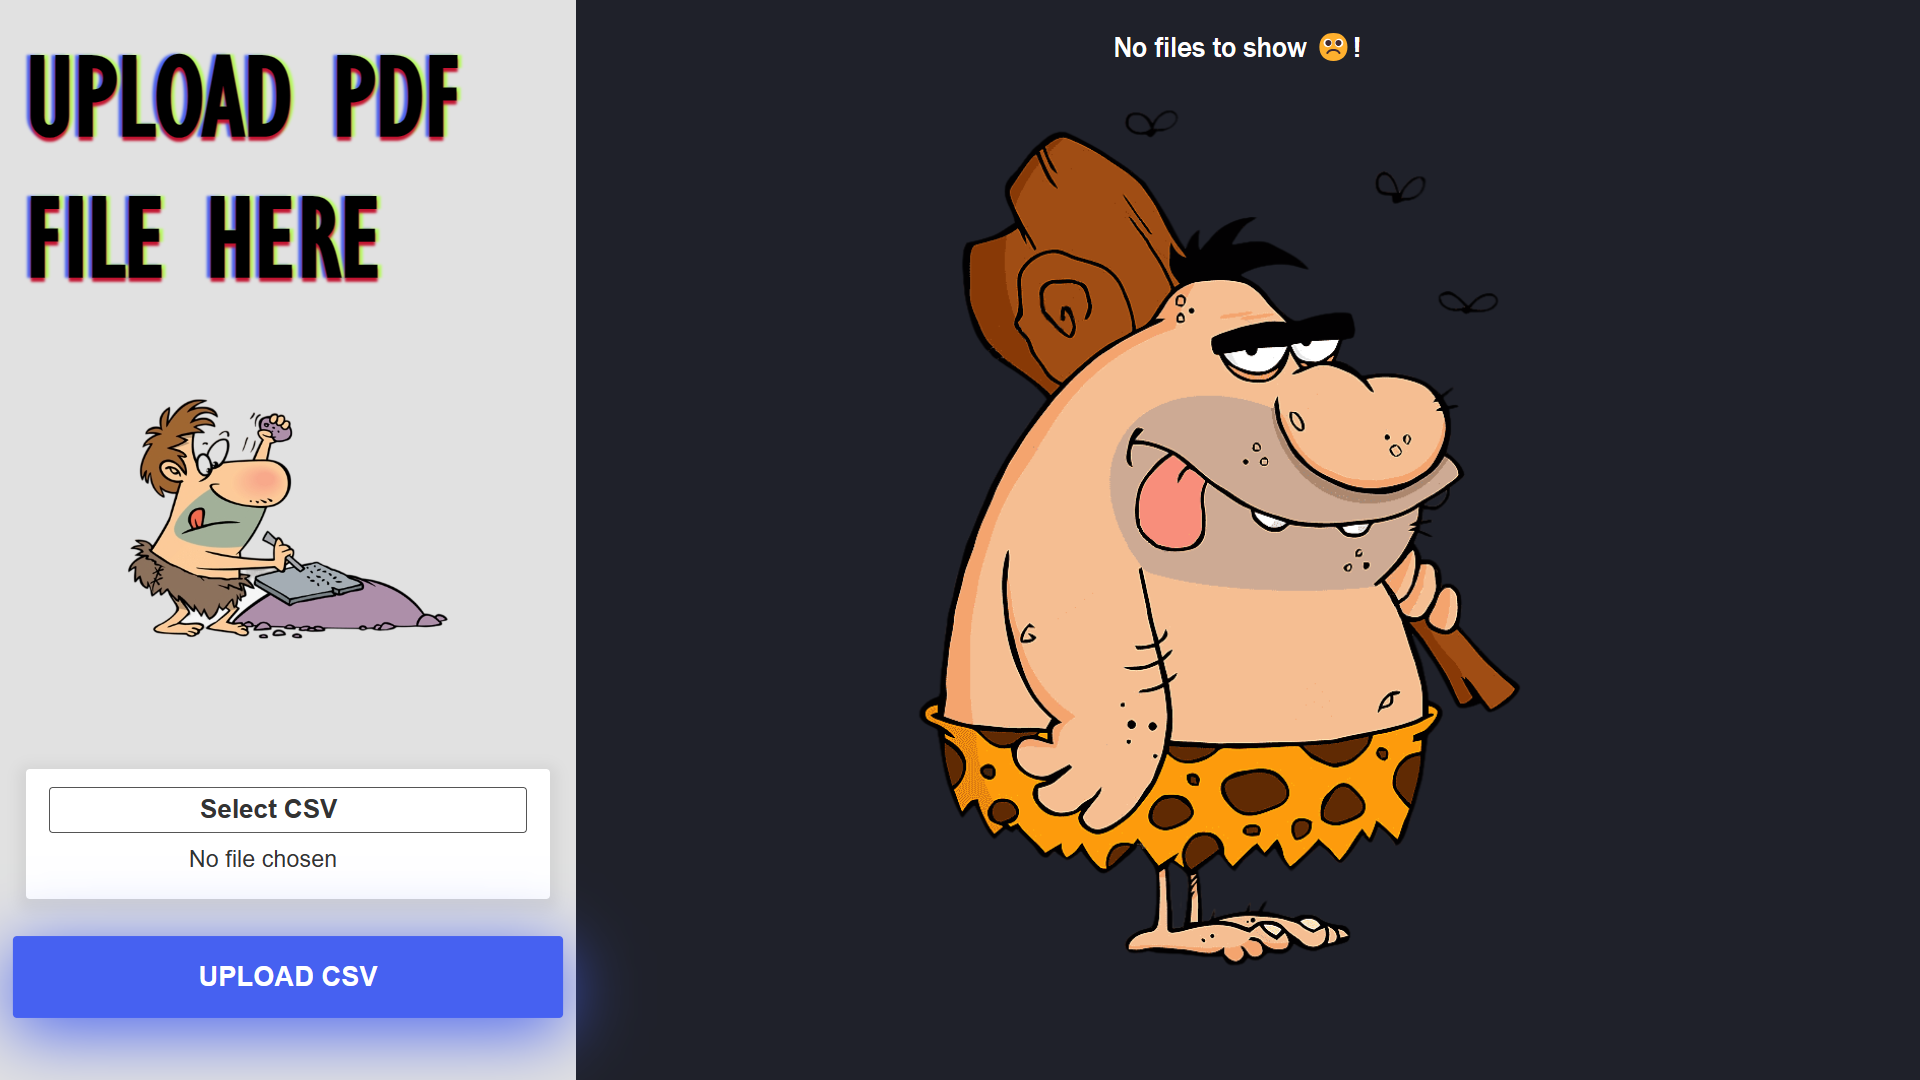 UPLOAD PDF
FILE HERE
Select CSV
No file chosen
UPLOAD CSV
No files to show 🙁!